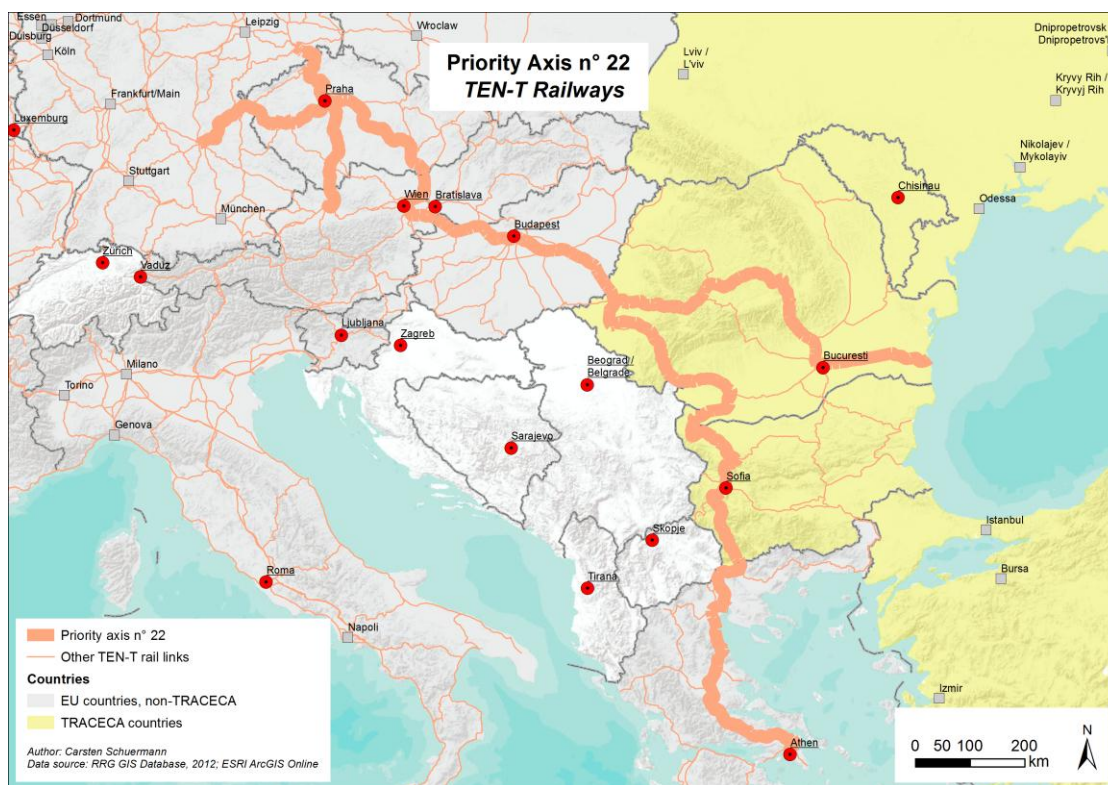 Essen
Dortmund
Düsseldorf
Duisburg
Köln
Leipzig
Wroclaw
Priority Axis n° 22
TEN-T Railways
Lviv /
L'viv
Dnipropetrovsk
Dnipropetrovs'
Kryvy Rih /
Kryvyj Rih
Praha
Frankfurt/Main
Luxemburg
Nikolajev /
Mykolayiv
Stuttgart
Chisinau
Wien
Bratislava
Odessa
München
Budapest
Zürich
Vaduz
Ljubljana
Zagreb
Milano
Beograd/
Belgrade
Bucuresti
Torino
Genova
Sarajevo
Sofia
Skopje
Istanbul
Roma
Tirana
Bursa
Napoli
Izmir
Athen
Priority axis n° 22
Other TEN-T rail links
Countries
EU countries, non-TRACECA
TRACECA countries
Author: Carsten Schuermann
Data source: RRG GIS Database, 2012; ESRI ArcGIS Online
N
0 50 100 200
km